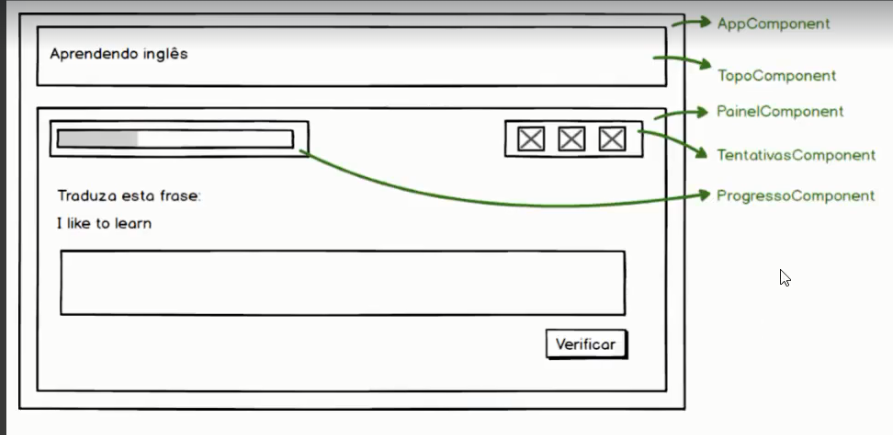 AppComponent
Aprendendo inglês
TopoComponent
PainelComponent
TentativasComponent
ProgressoComponent
Traduza esta frase:
I like to learn
Verificar